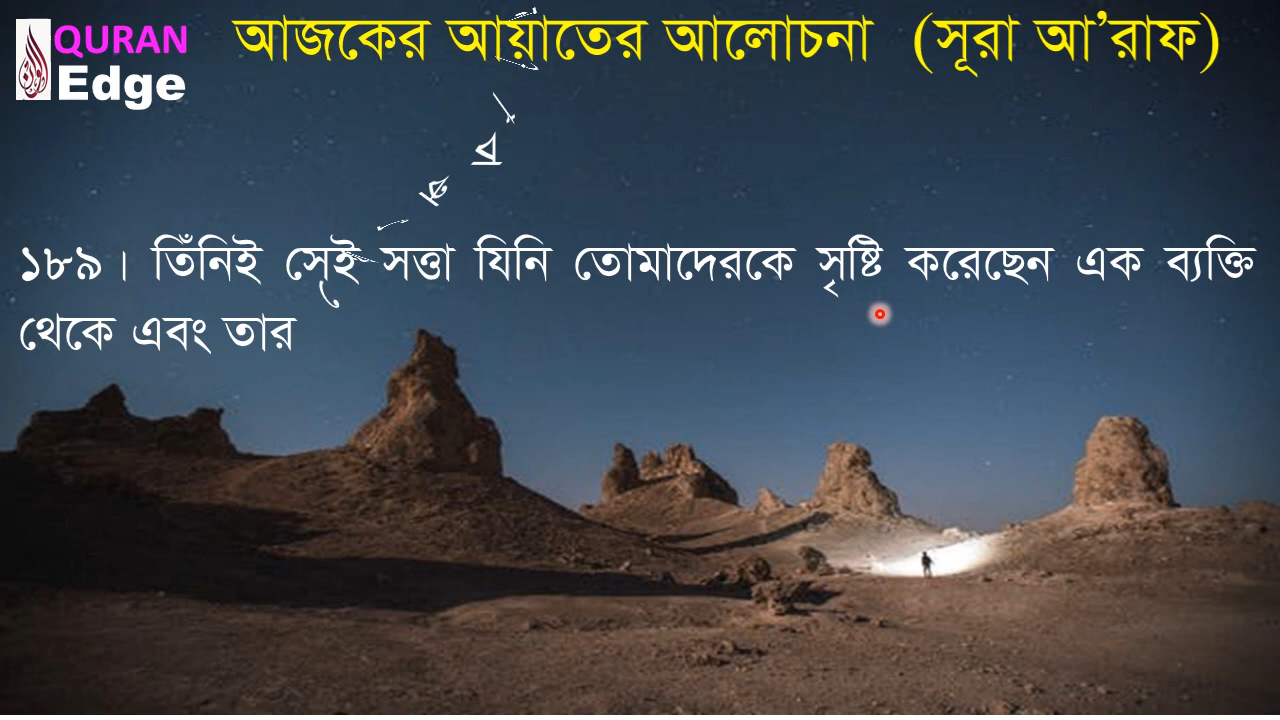 QURAN
Edge
আজকের আয়াতের আলোচনা (সূরা আ'রাফ)
১৮৯। তিঁনিই সেই সত্তা যিনি তোমাদেরকে সৃষ্টি করেছেন এক ব্যক্তি
থেকে এবং তার